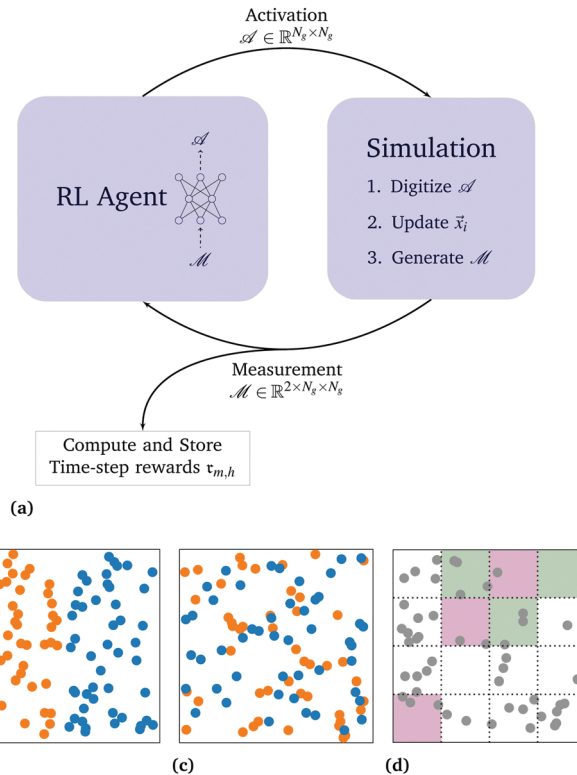 Activation
𝒜 ∈ ℝ^{N_g×N_g}
RL Agent
𝒜
ℳ
Simulation
1. Digitize 𝒜
2. Update x⃗_i
3. Generate ℳ
Measurement
ℳ ∈ ℝ^{2×N_g×N_g}
Compute and Store
Time-step rewards 𝔯_{m,h}
(a)
(c)
(d)